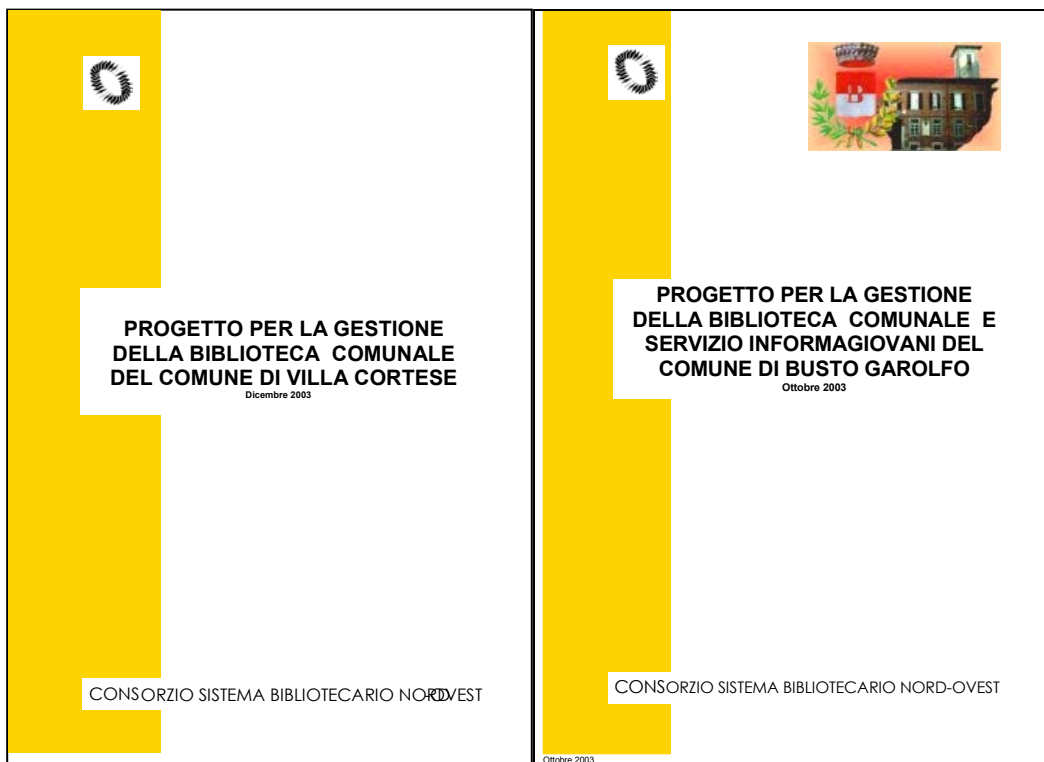 PROGETTO PER LA GESTIONE
DELLA BIBLIOTECA COMUNALE
DEL COMUNE DI VILLA CORTESE
Dicembre 2003
CONSORZIO SISTEMA BIBLIOTECARIO NORD-OVEST
B
PROGETTO PER LA GESTIONE
DELLA BIBLIOTECA COMUNALE E
SERVIZIO INFORMAGIOVANI DEL
COMUNE DI BUSTO GAROLFO
Ottobre 2003
CONSORZIO SISTEMA BIBLIOTECARIO NORD-OVEST
Ottobre 2003